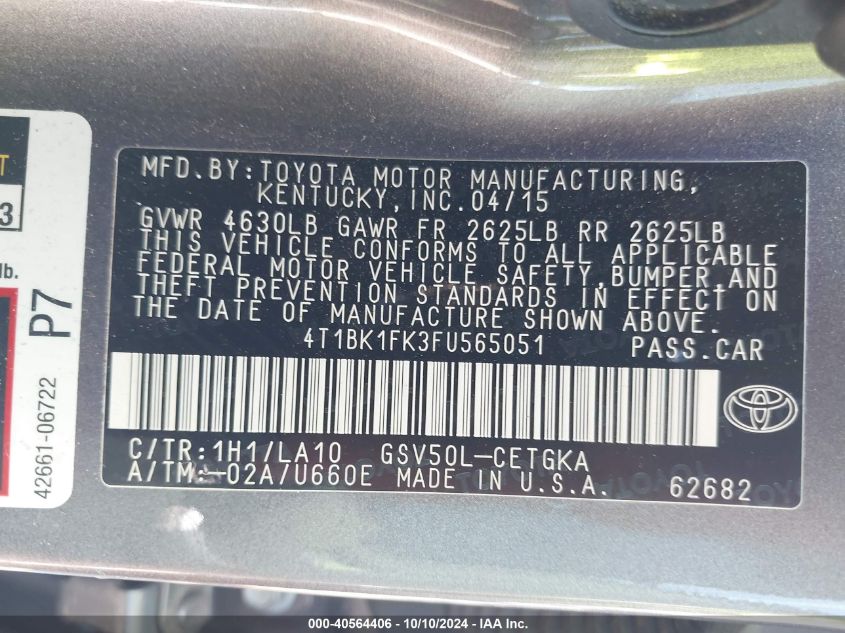 T
3
lb.
P7
42661-06722
MFD.BY:TOYOTA MOTOR MANUFACTURING,
KENTUCKY,INC.04/15
GVWR 4630LB GAWR FR 2625LB RR 2625LB
THIS VEHICLE CONFORMS TO ALL APPLICABLE
FEDERAL MOTOR VEHICLE SAFETY,BUMPER,AND
THEFT PREVENTION STANDARDS IN EFFECT ON
THE DATE OF MANUFACTURE SHOWN ABOVE.
4T1BK1FK3FU565051 PASS.CAR
C/TR:1H1/LA10 GSV50L-CETGKA
A/TM:-02A/U660E MADE IN U.S.A. 62682
000-40564406 - 10/10/2024 - IAAI Inc.